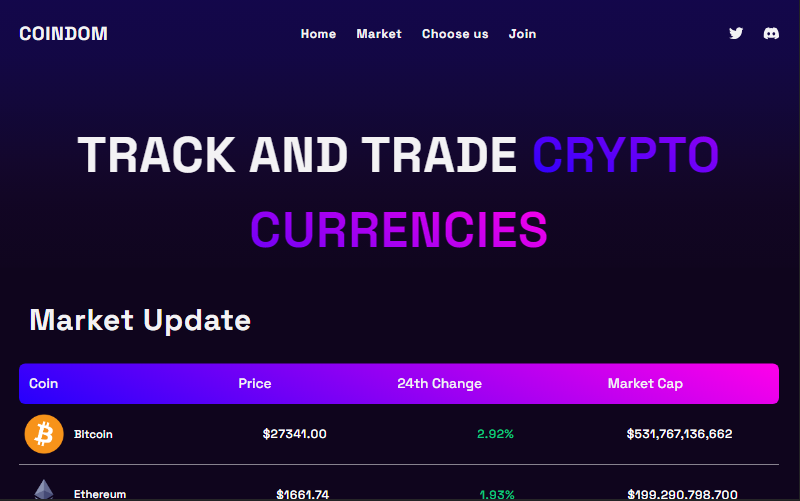 COINDOM Home Market Choose us Join
TRACK AND TRADE CRYPTO
CURRENCIES
Market Update
Coin Price 24th Change Market Cap
Bitcoin $27341.00 2.92% $531,767,136,662
Ethereum $1661.74 1.93% $199,290,798,700